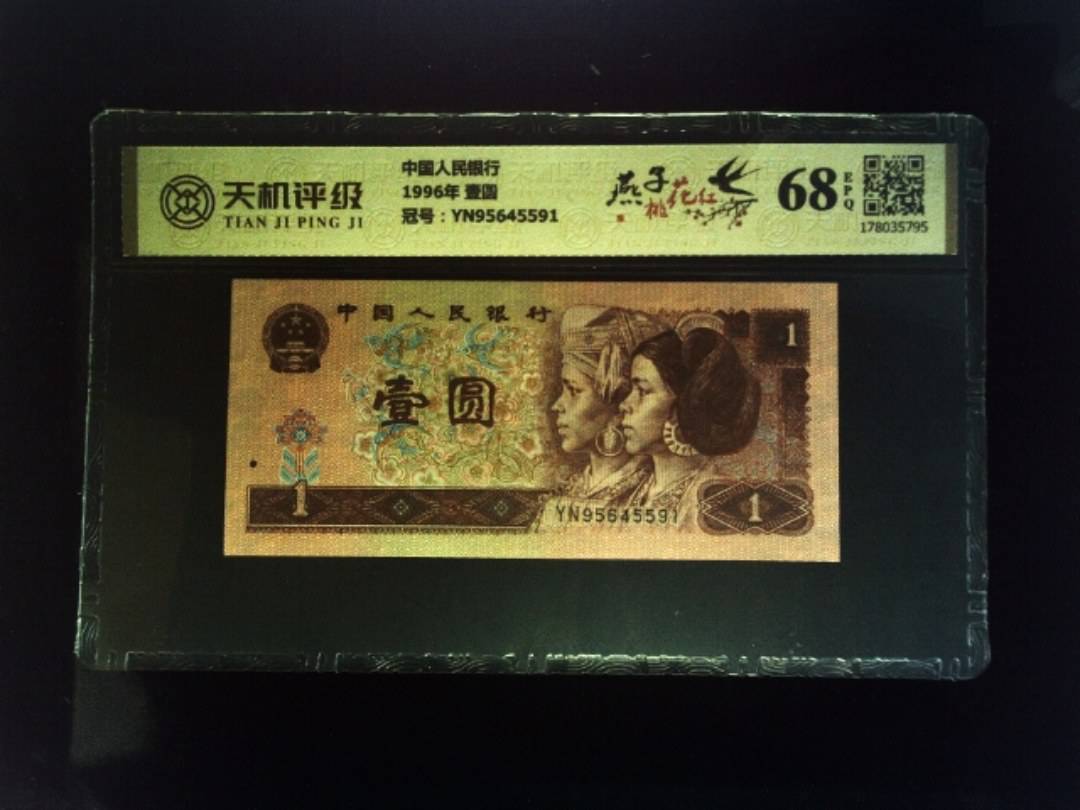 天机评级
TIAN JI PING JI
中国人民银行
1996年 壹圆
冠号：YN95645591
燕子
桃花红
68
EPQ
178035795
中国人民银行
壹圆
1
1
YN95645591
1